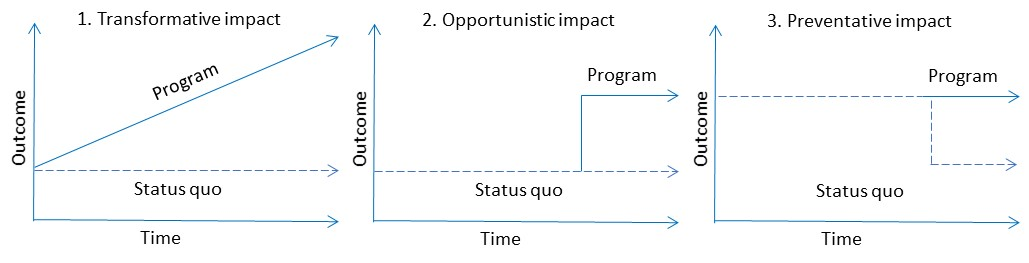 1. Transformative impact
Outcome
Program
Status quo
Time
2. Opportunistic impact
Outcome
Program
Status quo
Time
3. Preventative impact
Outcome
Program
Status quo
Time